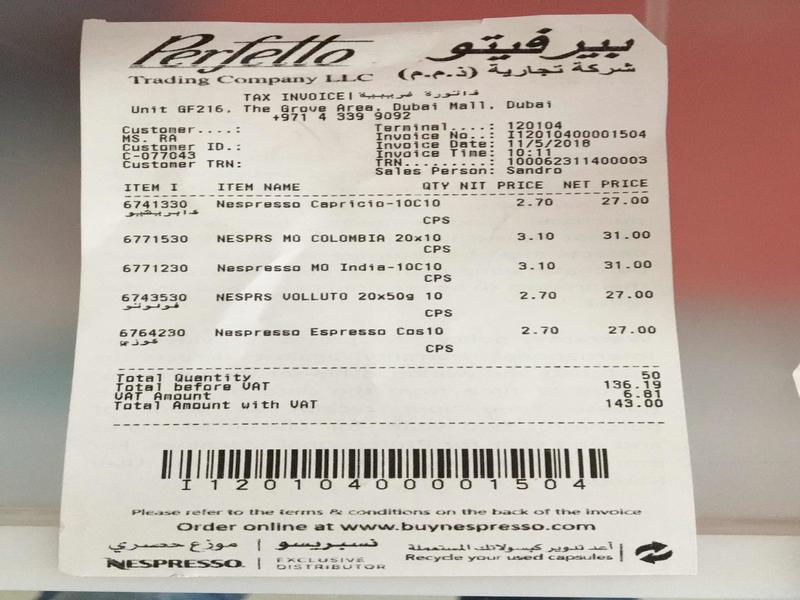 Perfetto بيرفيتو
Trading Company LLC شركة تجارية (ذ.م.م)
TAX INVOICE| فاتورة ضريبية
Unit GF216, The Grove Area, Dubai Mall, Dubai
+971 4 339 9092
Customer....: Terminal....: 120104
MS. RA Invoice No..: I12010400001504
Customer ID.: Invoice Date: 11/5/2018
C-077043 Invoice Time: 10:11
Customer TRN: TRN.........: 100062311400003
Sales Person: Sandro
ITEM I ITEM NAME QTY NIT PRICE NET PRICE
6741330 Nespresso Capricio-10C10 2.70 27.00
CPS
6771530 NESPRS MO COLOMBIA 20x10 3.10 31.00
CPS
6771230 Nespresso MO India-10C10 3.10 31.00
CPS
6743530 NESPRS VOLLUTO 20x50g 10 2.70 27.00
فولوتو CPS
6764230 Nespresso Espresso Cos10 2.70 27.00
CPS
Total Quantity 50
Total before VAT 136.19
VAT Amount 6.81
Total Amount with VAT 143.00
I12010400001504
Please refer to the terms & conditions on the back of the invoice
Order online at www.buynespresso.com
موزع حصري | نسبريسو أعد تدوير كبسولاتك المستعملة
NESPRESSO | EXCLUSIVE DISTRIBUTOR Recycle your used capsules